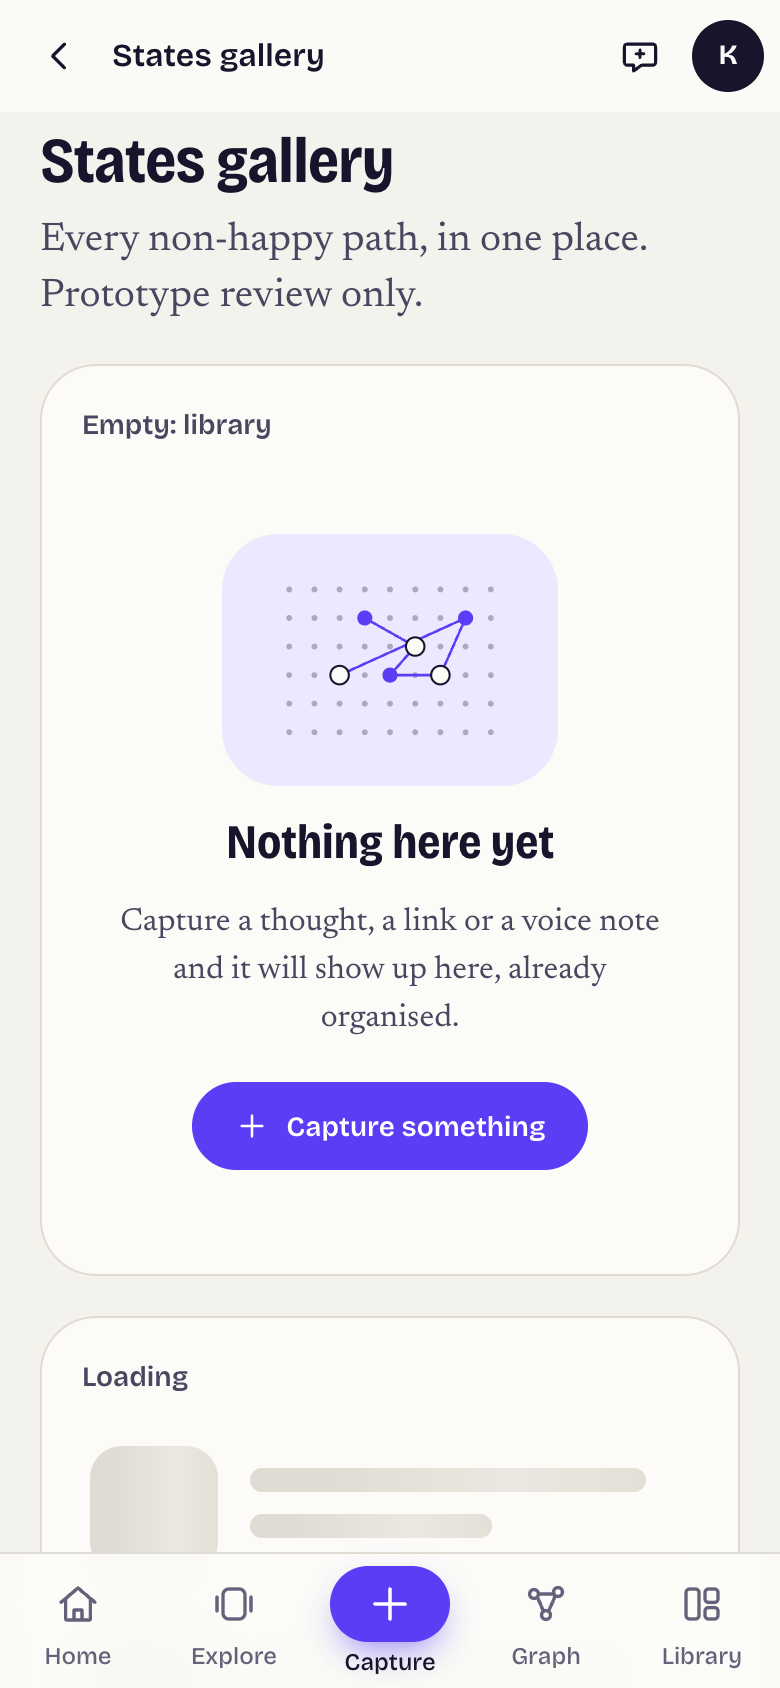 States gallery
K
States gallery
Every non-happy path, in one place.
Prototype review only.
Empty: library
Nothing here yet
Capture a thought, a link or a voice note
and it will show up here, already
organised.
Capture something
Loading
Home
Explore
Capture
Graph
Library